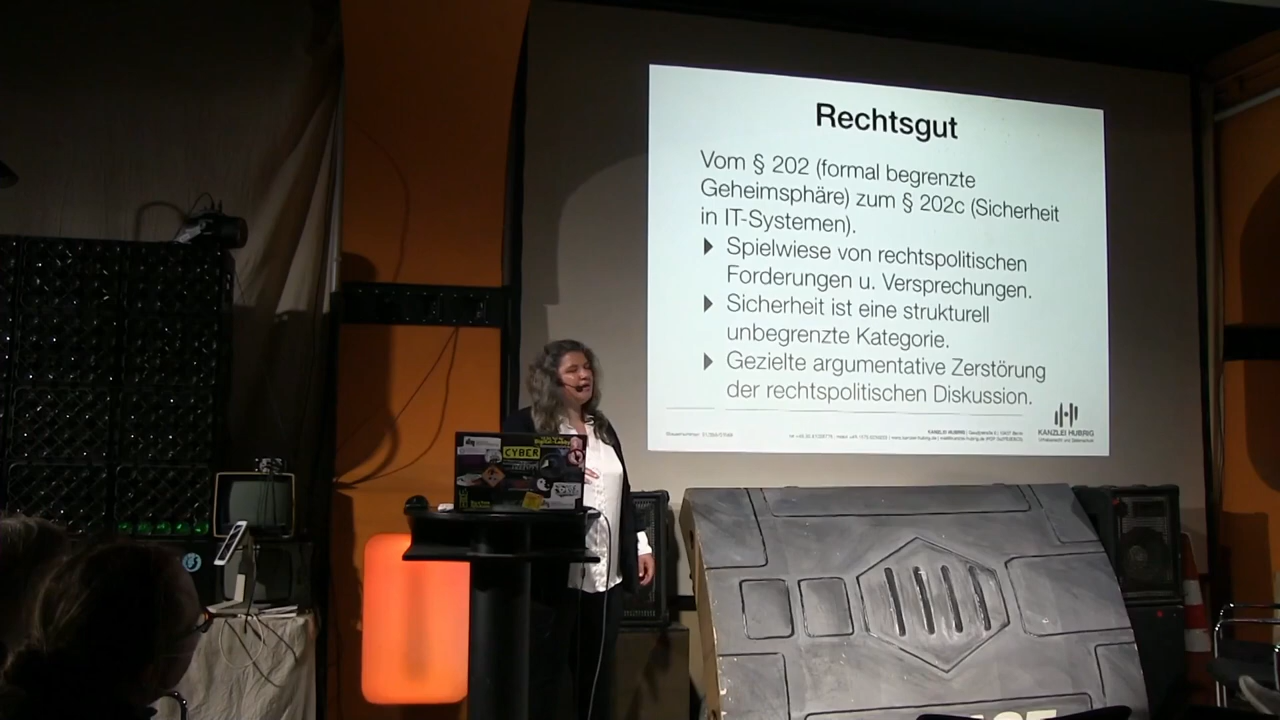 Rechtsgut
Vom § 202 (formal begrenzte
Geheimsphäre) zum § 202c (Sicherheit
in IT-Systemen).
Spielwiese von rechtspolitischen
Forderungen u. Versprechungen.
Sicherheit ist eine strukturell
unbegrenzte Kategorie.
Gezielte argumentative Zerstörung
der rechtspolitischen Diskussion.
KANZLEI HUBRIG
CYBER